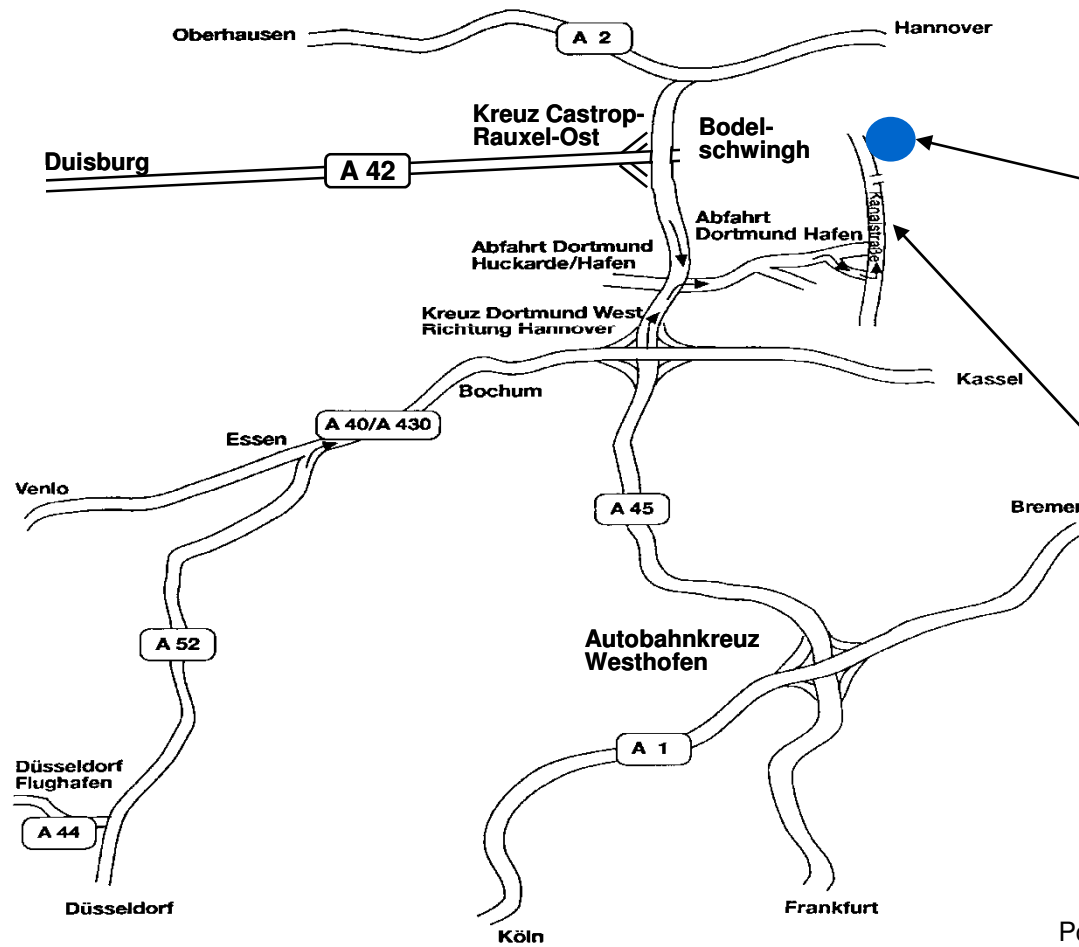 Oberhausen
A 2
Hannover
Kreuz Castrop-
Rauxel-Ost
Bodel-
schwingh
Duisburg
A 42
Kanalstraße
Abfahrt
Dortmund Hafen
Abfahrt Dortmund
Huckarde/Hafen
Kreuz Dortmund West
Richtung Hannover
Kassel
Bochum
A 40/A 430
Essen
Venlo
A 45
Bremen
A 52
Autobahnkreuz
Westhofen
A 1
Düsseldorf
Flughafen
A 44
Düsseldorf
Köln
Frankfurt